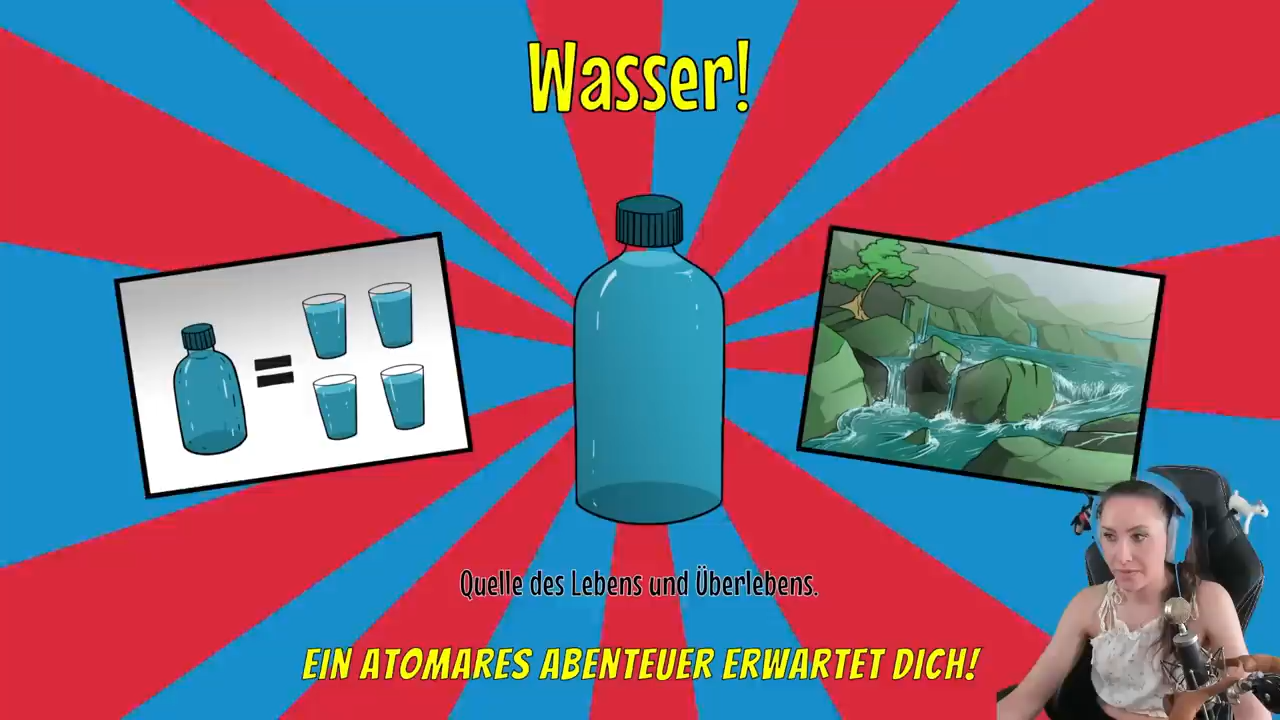 Wasser!
Quelle des Lebens und Überlebens.
EIN ATOMARES ABENTEUER ERWARTET DICH!